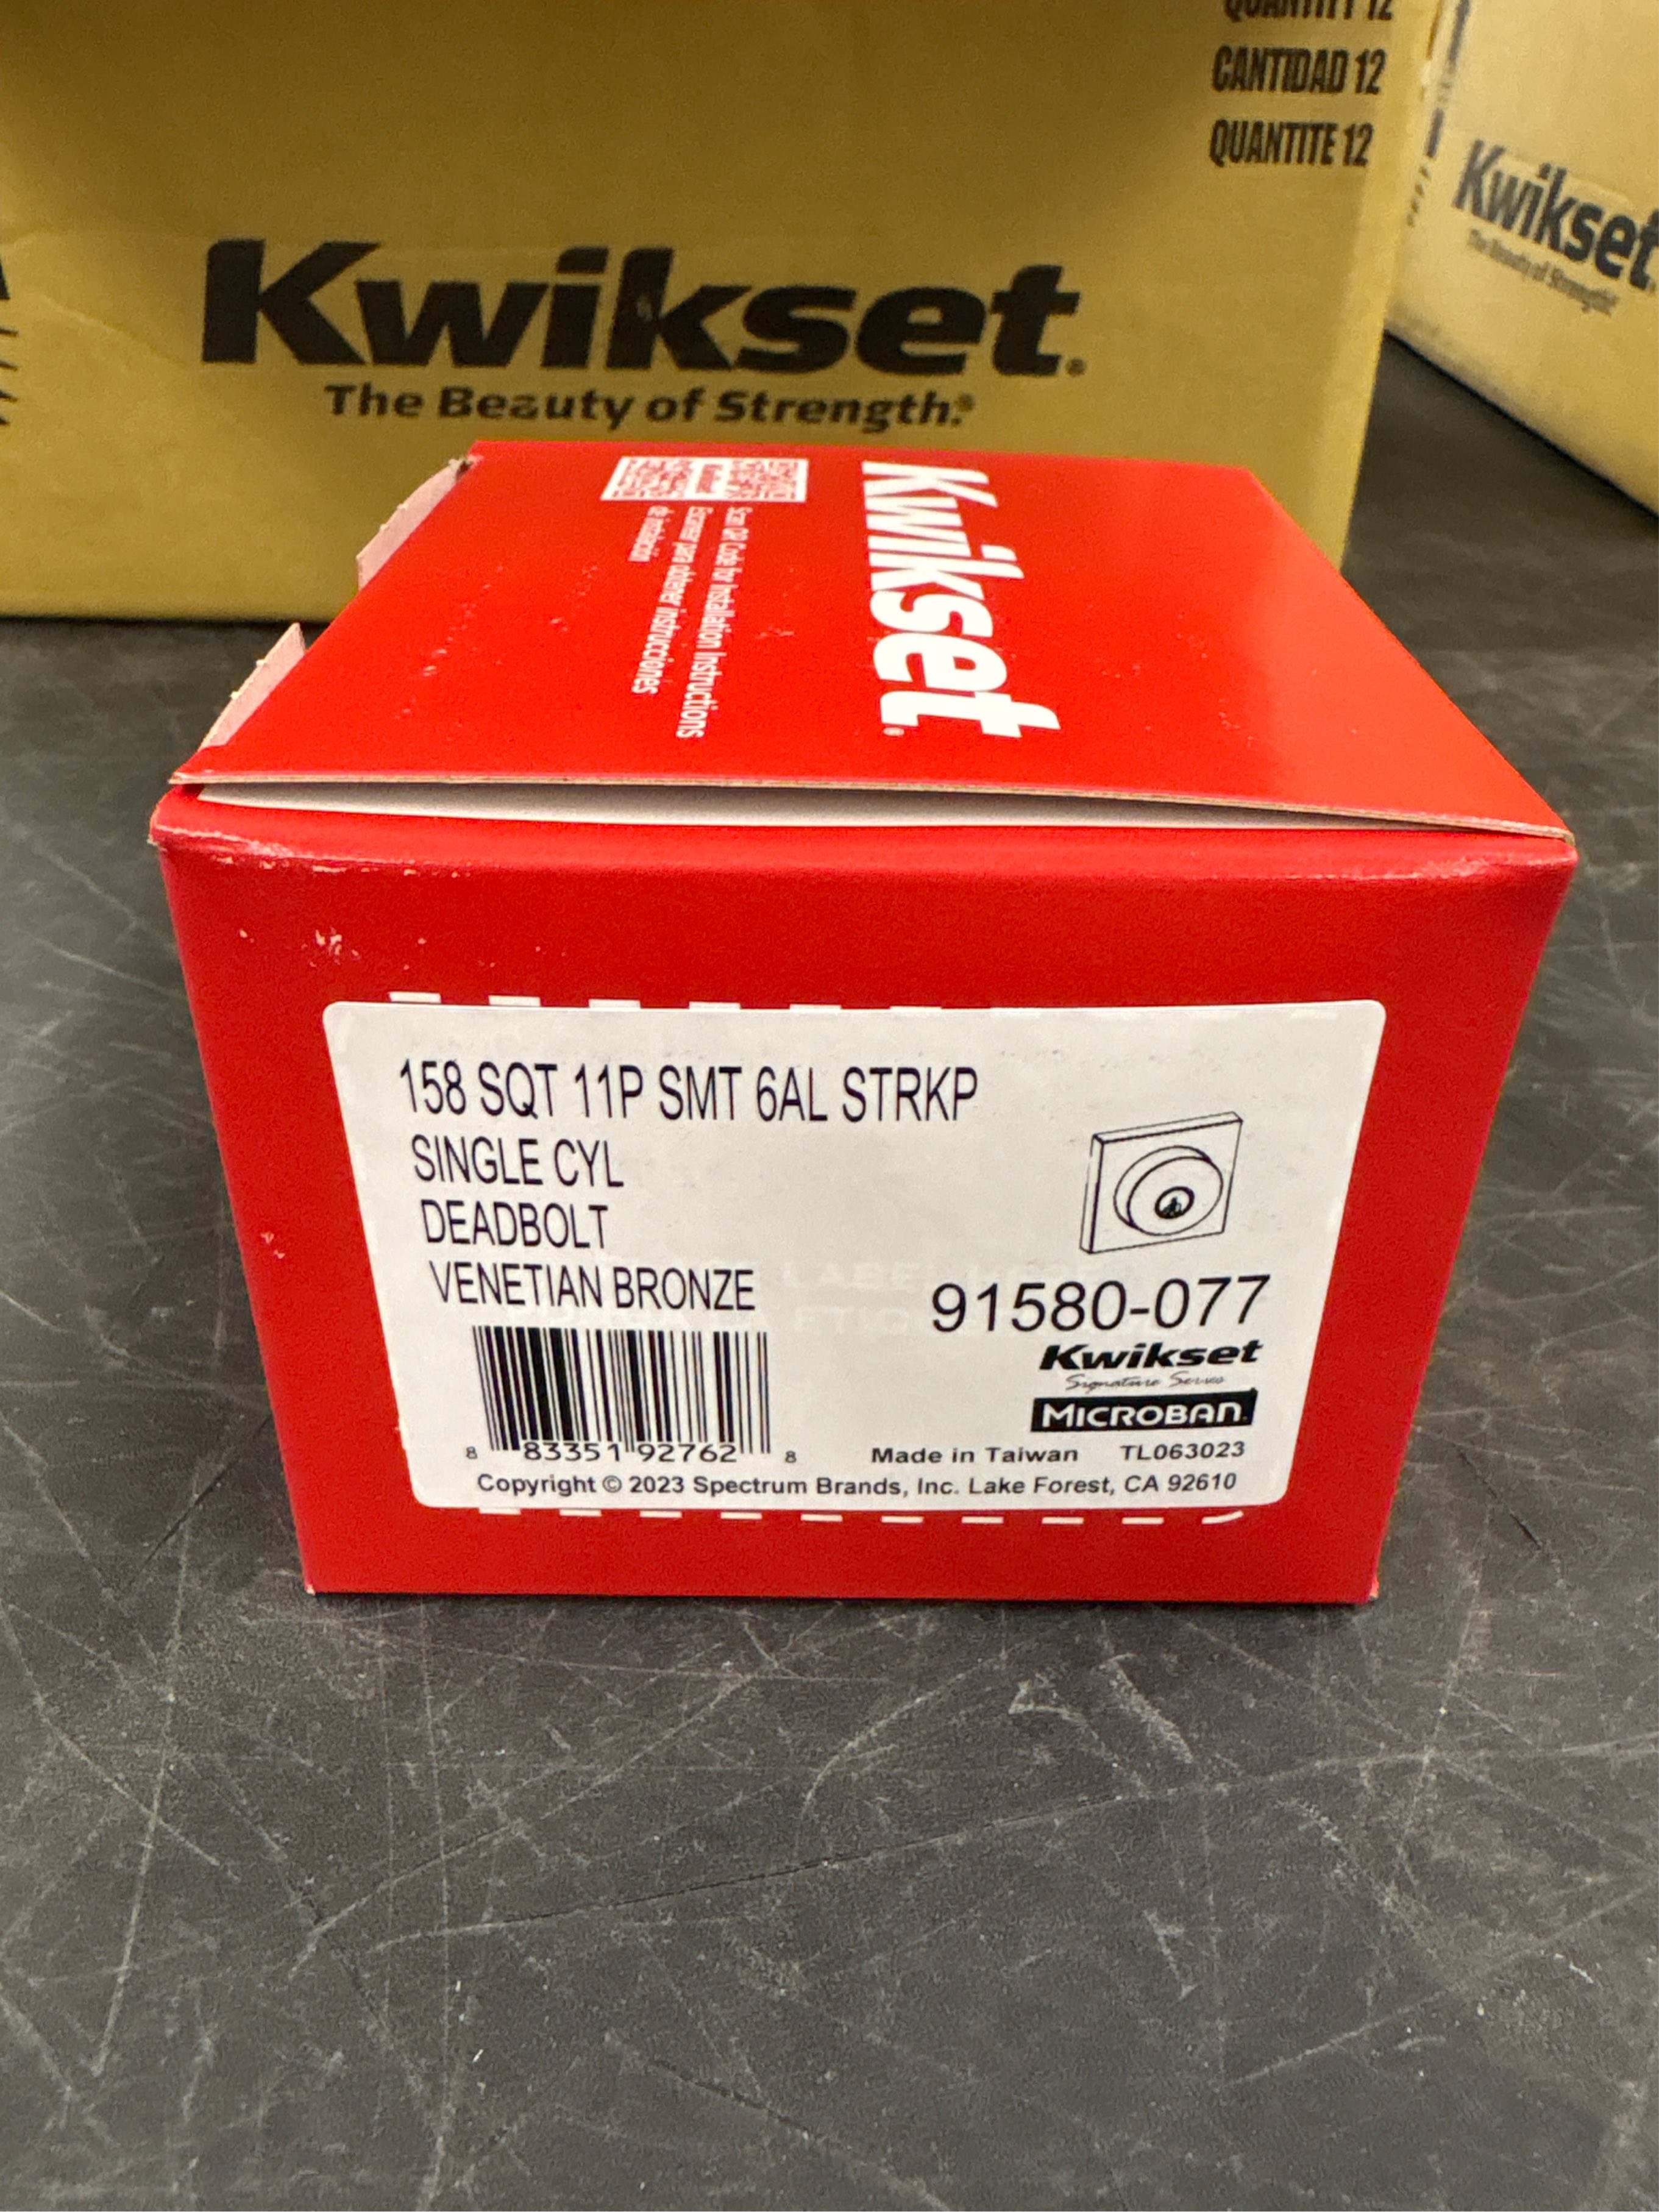 QUANTITY 12
CANTIDAD 12
QUANTITE 12
Kwikset
The Beauty of Strength.®
Kwikset
The Beauty of Strength®
Kwikset®
Scan QR Code for Installation Instructions
Escanear para obtener instrucciones
de instalación
158 SQT 11P SMT 6AL STRKP
SINGLE CYL
DEADBOLT
VENETIAN BRONZE
91580-077
Kwikset
Signature Series
MICROBAN
8 83351 92762 8
Made in Taiwan TL063023
Copyright © 2023 Spectrum Brands, Inc. Lake Forest, CA 92610